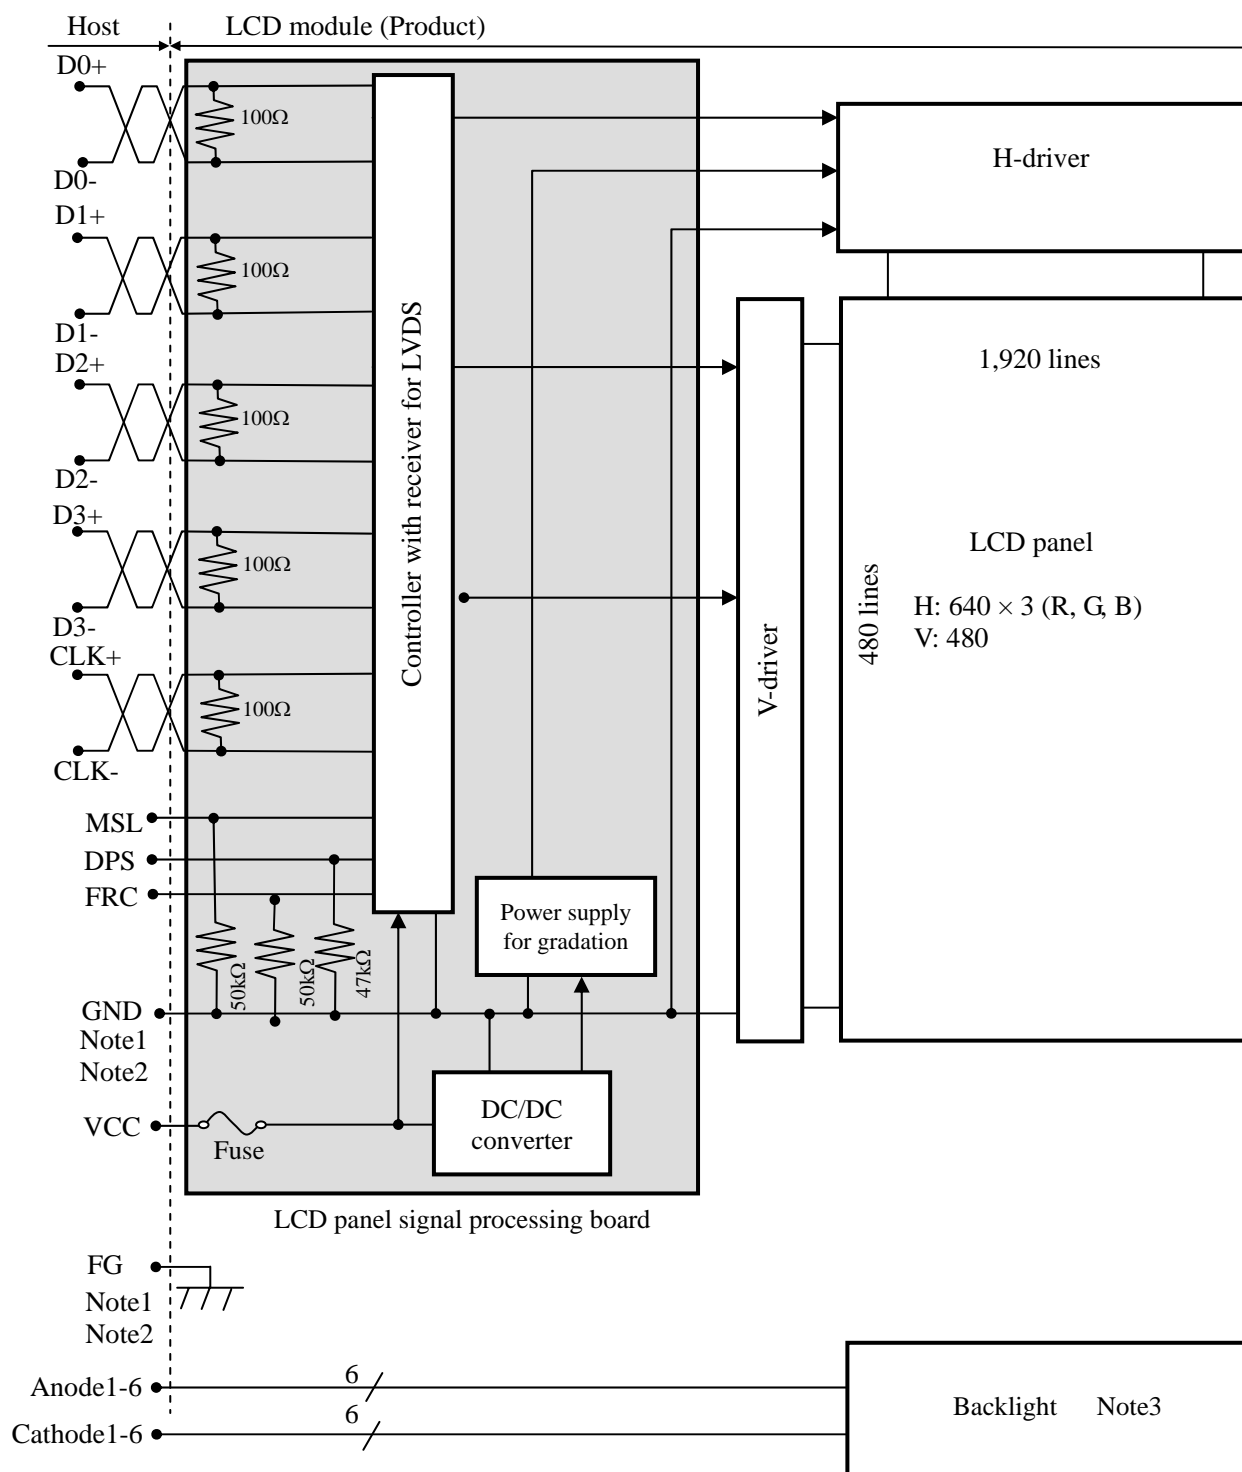 Host
LCD module (Product)
D0+
100Ω
D0-
D1+
100Ω
D1-
D2+
100Ω
D2-
D3+
100Ω
D3-
CLK+
100Ω
CLK-
MSL
DPS
FRC
50kΩ
50kΩ
47kΩ
GND
Note1
Note2
VCC
Fuse
Controller with receiver for LVDS
Power supply
for gradation
DC/DC
converter
LCD panel signal processing board
H-driver
V-driver
1,920 lines
480 lines
LCD panel
H: 640 × 3 (R, G, B)
V: 480
FG
Note1
Note2
Anode1-6
6
Cathode1-6
6
Backlight Note3